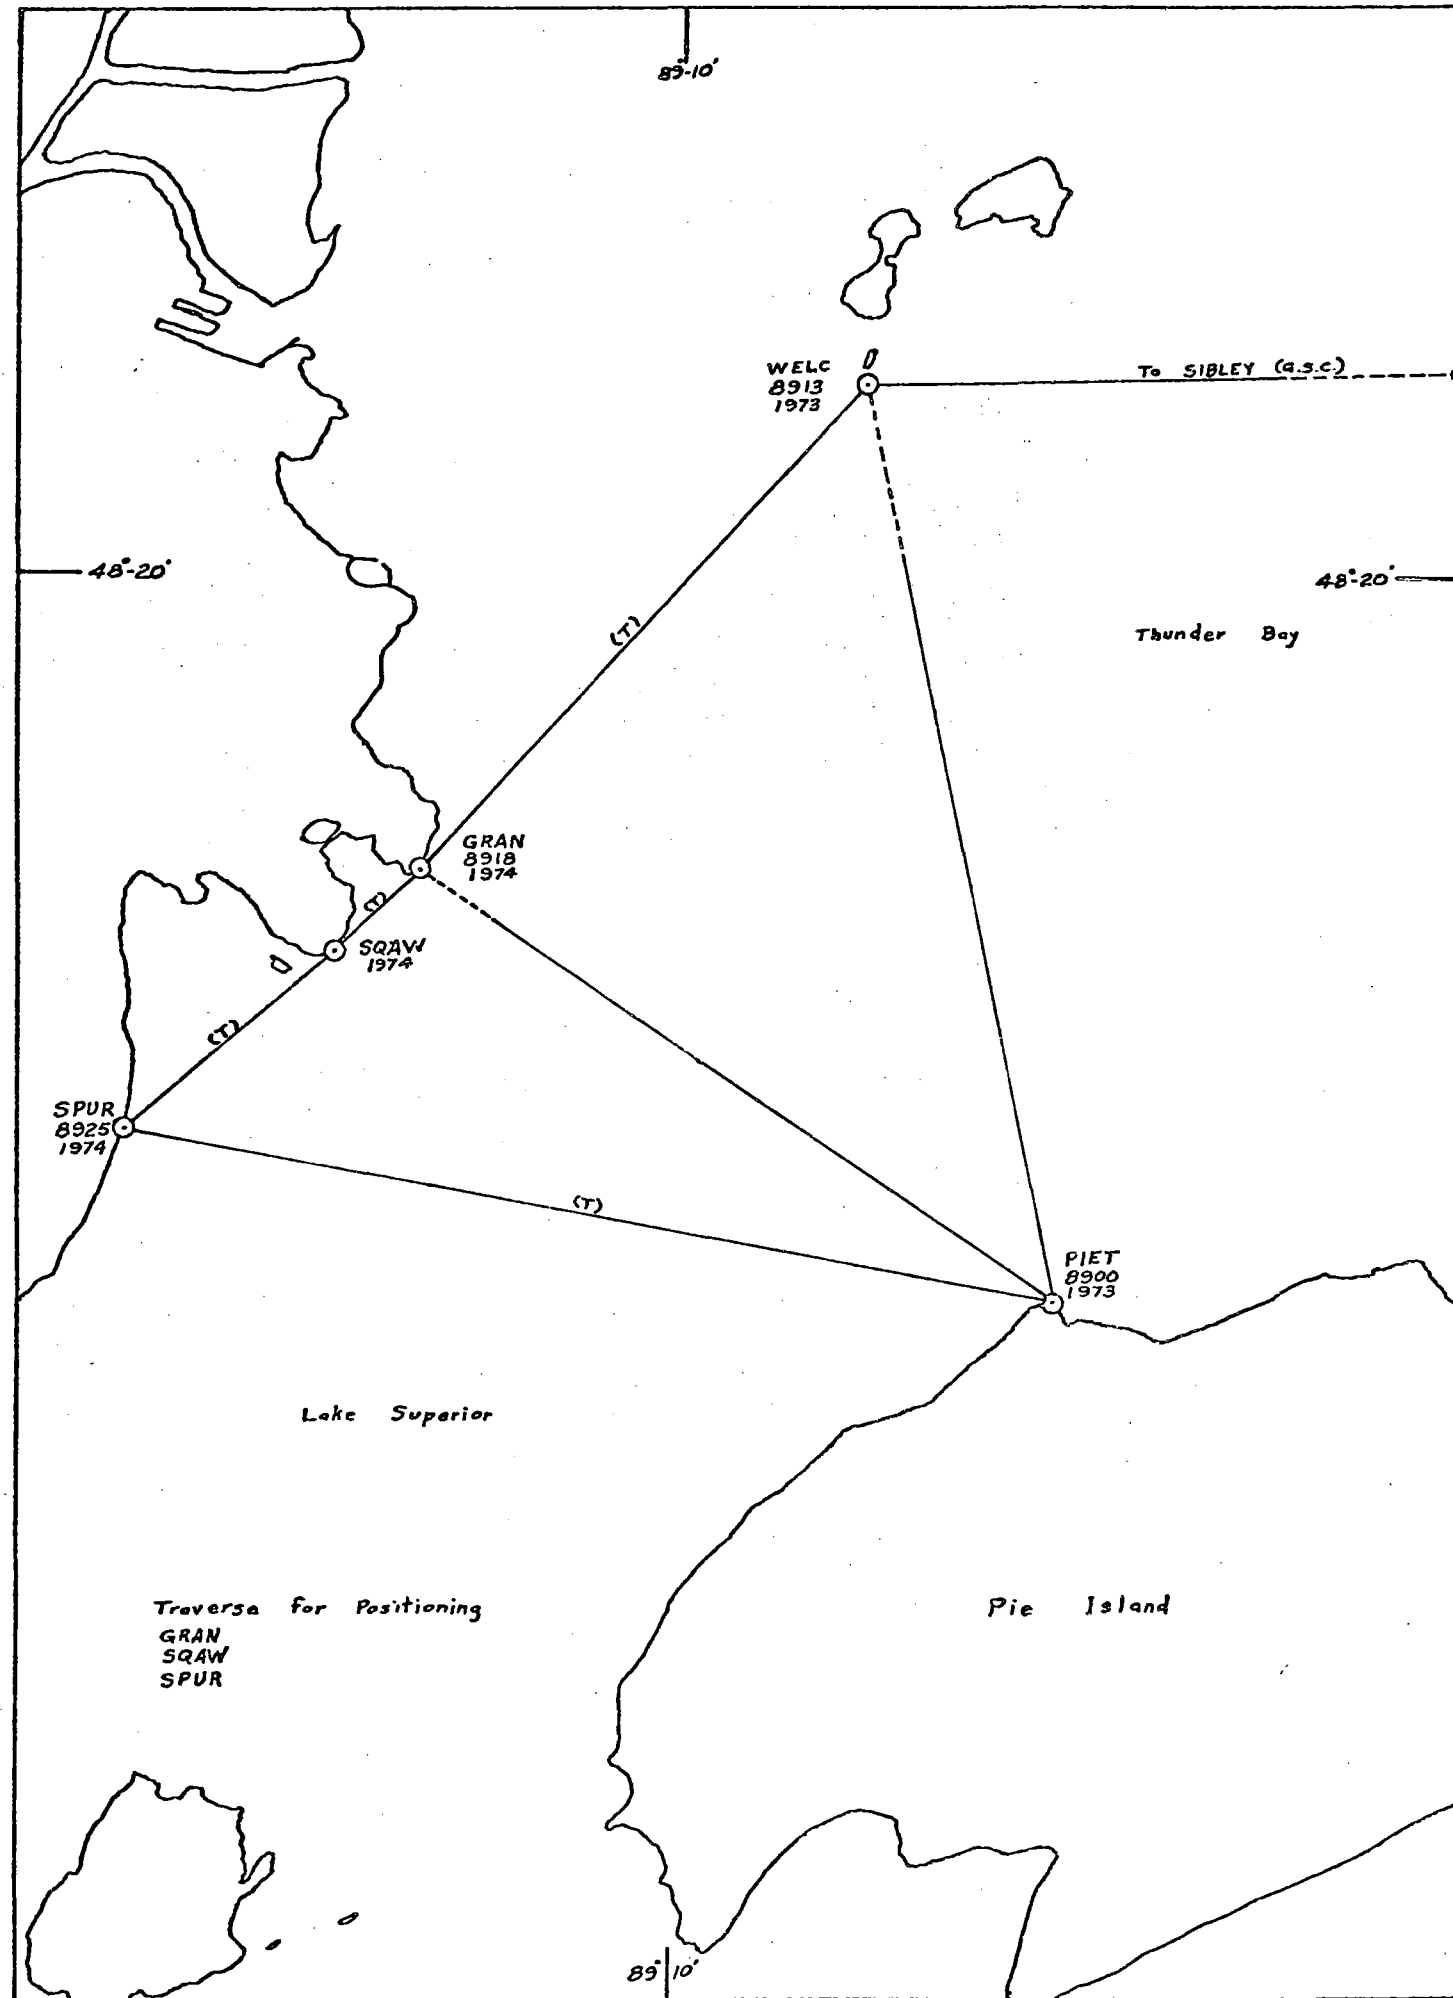 89°-10'
WELC
8913
1973
To SIBLEY (G.S.C.)
48°-20'
48°-20'
(T)
Thunder Bay
GRAN
8918
1974
(T)
SQAW
1974
(T)
SPUR
8925
1974
(T)
PIET
8900
1973
Lake Superior
Traverse for Positioning
GRAN
SQAW
SPUR
Pie Island
89° 10'